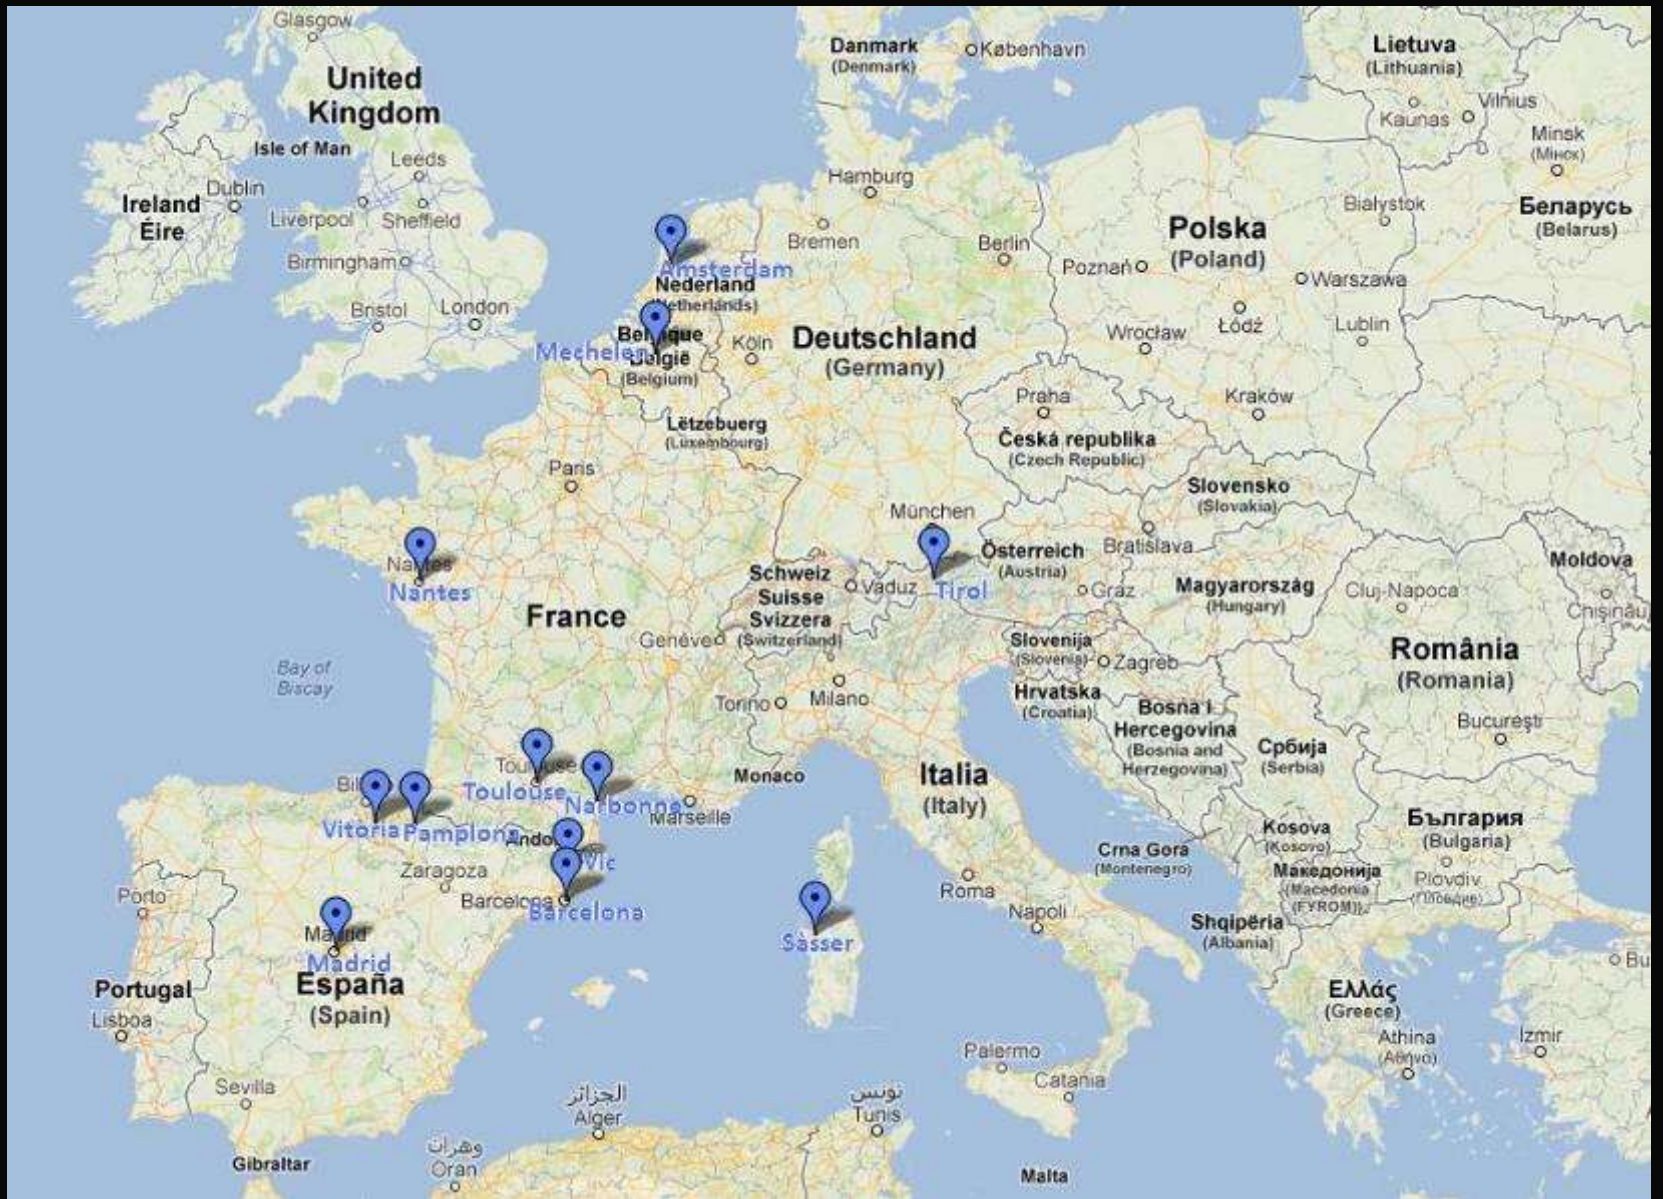 Glasgow
United
Kingdom
Isle of Man
Leeds
Dublin
Ireland
Éire
Liverpool
Sheffield
Birmingham
Bristol
London
Danmark
(Denmark)
København
Lietuva
(Lithuania)
Kaunas
Vilnius
Minsk
(Мінск)
Беларусь
(Belarus)
Hamburg
Bremen
Berlin
Białystok
Polska
(Poland)
Poznań
Warszawa
Amsterdam
Nederland
(Netherlands)
Łódź
Wrocław
Lublin
Mechelen
België
(Belgium)
Köln
Deutschland
(Germany)
Lëtzebuerg
(Luxembourg)
Praha
Kraków
Česká republika
(Czech Republic)
Paris
Slovensko
(Slovakia)
München
Bratislava
Österreich
(Austria)
Moldova
Chișinău
Nantes
Nantes
Schweiz
Suisse
Svizzera
(Switzerland)
Vaduz
Tirol
Graz
Magyarország
(Hungary)
Cluj-Napoca
France
Genève
Slovenija
(Slovenia)
Zagreb
România
(Romania)
Bay of
Biscay
Torino
Milano
Hrvatska
(Croatia)
Bosna i
Hercegovina
(Bosnia and
Herzegovina)
București
Србија
(Serbia)
Toulouse
Toulouse
Narbonne
Monaco
Marseille
Italia
(Italy)
Vitoria
Pamplona
Vic
Zaragoza
Barcelona
Barcelona
Kosova
(Kosovo)
България
(Bulgaria)
Crna Gora
(Montenegro)
Македонија
(Macedonia
(FYROM))
Plovdiv
(Пловдив)
Porto
Roma
Napoli
Shqipëria
(Albania)
Madrid
Madrid
Sàsser
España
(Spain)
Portugal
Lisboa
Ελλάς
(Greece)
Athina
(Αθήνα)
Izmir
Bu
Palermo
Catania
Sevilla
الجزائر
Alger
تونس
Tunis
وهران
Oran
Gibraltar
Malta